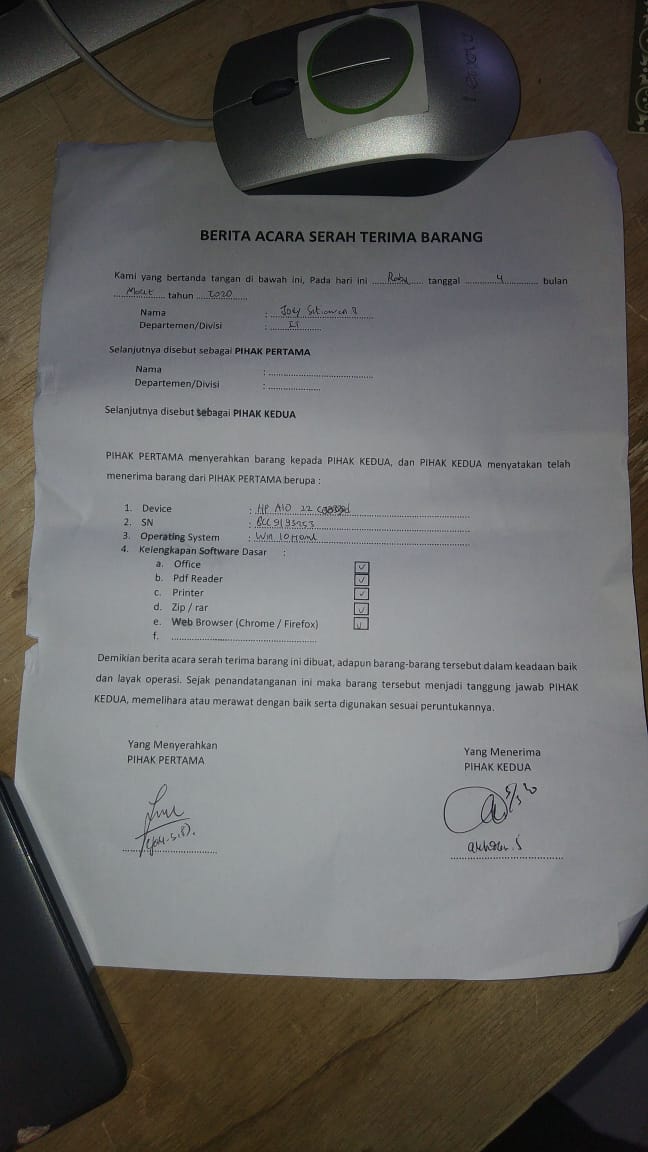 lenovo
BERITA ACARA SERAH TERIMA BARANG
Kami yang bertanda tangan di bawah ini, Pada hari ini Rabu tanggal 4 bulan
Maret tahun 2020
Nama : Joey
Departemen/Divisi : IT
Selanjutnya disebut sebagai PIHAK PERTAMA
Nama :
Departemen/Divisi :
Selanjutnya disebut sebagai PIHAK KEDUA
PIHAK PERTAMA menyerahkan barang kepada PIHAK KEDUA, dan PIHAK KEDUA menyatakan telah
menerima barang dari PIHAK PERTAMA berupa :
1. Device : HP AIO 22
2. SN :
3. Operating System : Win 10 Home
4. Kelengkapan Software Dasar :
a. Office ✓
b. Pdf Reader ✓
c. Printer ✓
d. Zip / rar ✓
e. Web Browser (Chrome / Firefox) ✓
f.
Demikian berita acara serah terima barang ini dibuat, adapun barang-barang tersebut dalam keadaan baik
dan layak operasi. Sejak penandatanganan ini maka barang tersebut menjadi tanggung jawab PIHAK
KEDUA, memelihara atau merawat dengan baik serta digunakan sesuai peruntukannya.
Yang Menyerahkan
PIHAK PERTAMA
Yang Menerima
PIHAK KEDUA